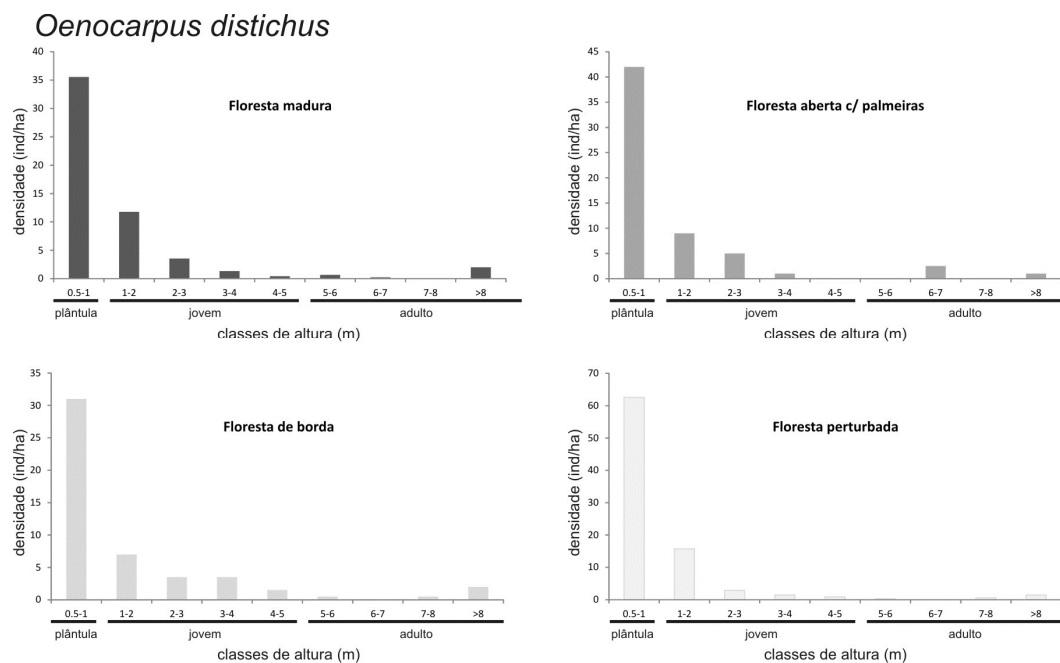 Oenocarpus distichus
Floresta madura
densidade (ind/ha)
40
35
30
25
20
15
10
5
0
0.5-1 1-2 2-3 3-4 4-5 5-6 6-7 7-8 >8
plântula jovem adulto
classes de altura (m)
Floresta aberta c/ palmeiras
densidade (ind/ha)
45
40
35
30
25
20
15
10
5
0
0.5-1 1-2 2-3 3-4 4-5 5-6 6-7 7-8 >8
plântula jovem adulto
classes de altura (m)
Floresta de borda
densidade (ind/ha)
35
30
25
20
15
10
5
0
0.5-1 1-2 2-3 3-4 4-5 5-6 6-7 7-8 >8
plântula jovem adulto
classes de altura (m)
Floresta perturbada
densidade (ind/ha)
70
60
50
40
30
20
10
0
0.5-1 1-2 2-3 3-4 4-5 5-6 6-7 7-8 >8
plântula jovem adulto
classes de altura (m)